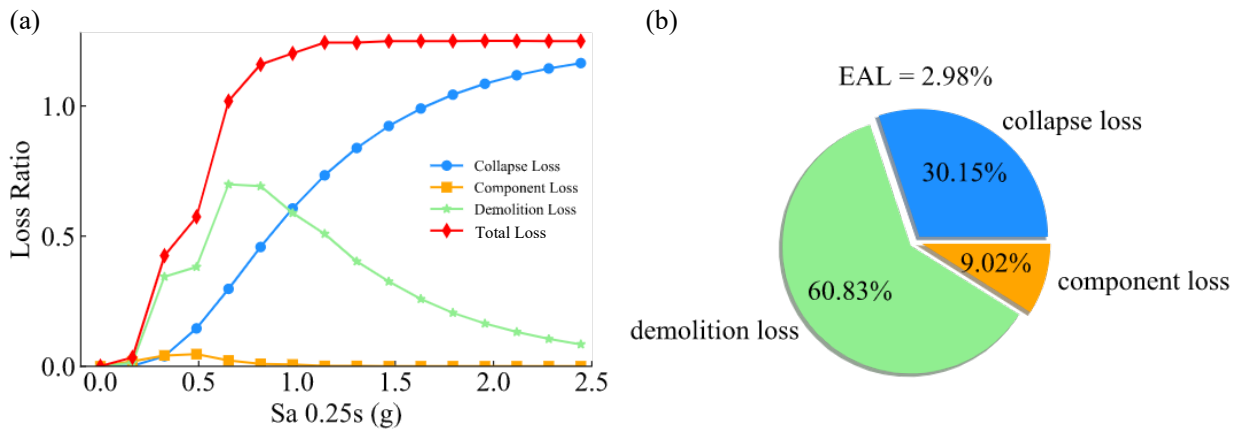 (a)
Loss Ratio
1.0
0.5
0.0
Collapse Loss
Component Loss
Demolition Loss
Total Loss
0.0 0.5 1.0 1.5 2.0 2.5
Sa 0.25s (g)
(b)
EAL = 2.98%
collapse loss
30.15%
9.02%
component loss
60.83%
demolition loss